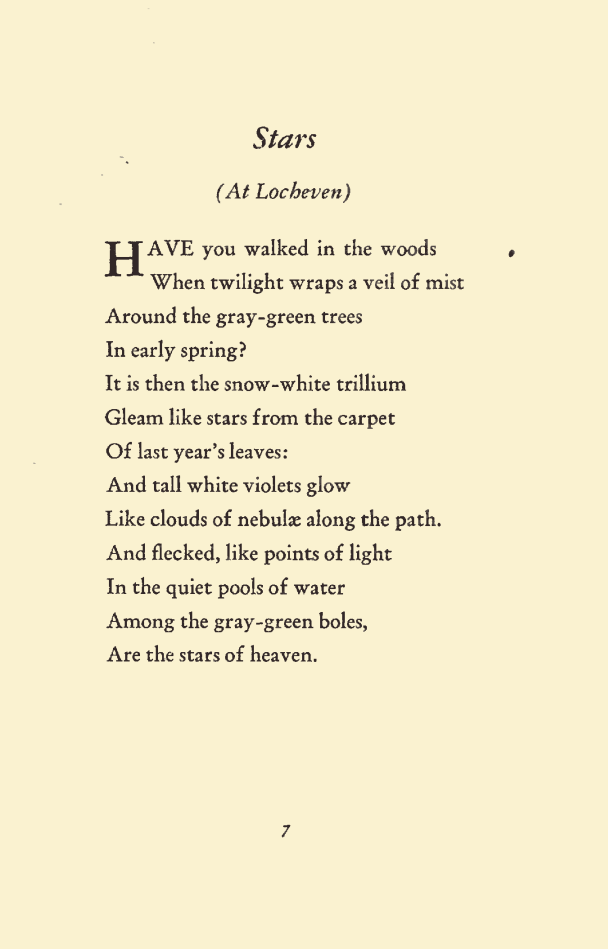 Stars
(At Locheven)
HAVE you walked in the woods
When twilight wraps a veil of mist
Around the gray-green trees
In early spring?
It is then the snow-white trillium
Gleam like stars from the carpet
Of last year's leaves:
And tall white violets glow
Like clouds of nebulæ along the path.
And flecked, like points of light
In the quiet pools of water
Among the gray-green boles,
Are the stars of heaven.
7